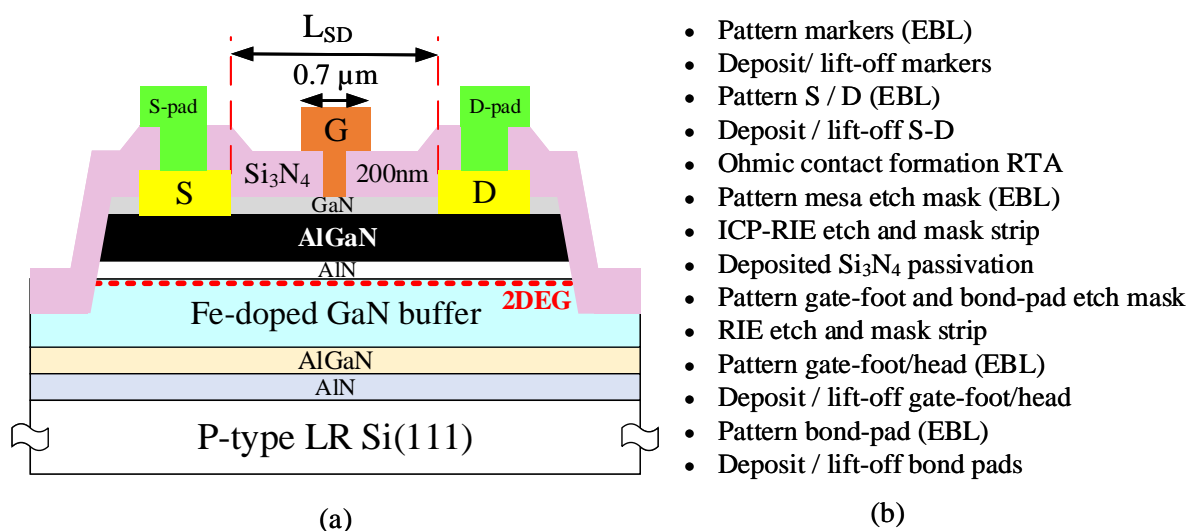 L_SD
0.7 µm
S-pad
D-pad
G
Si₃N₄
200nm
S
D
GaN
AlGaN
AlN
2DEG
Fe-doped GaN buffer
AlGaN
AlN
P-type LR Si(111)
(a)
• Pattern markers (EBL)
• Deposit/ lift-off markers
• Pattern S / D (EBL)
• Deposit / lift-off S-D
• Ohmic contact formation RTA
• Pattern mesa etch mask (EBL)
• ICP-RIE etch and mask strip
• Deposited Si₃N₄ passivation
• Pattern gate-foot and bond-pad etch mask
• RIE etch and mask strip
• Pattern gate-foot/head (EBL)
• Deposit / lift-off gate-foot/head
• Pattern bond-pad (EBL)
• Deposit / lift-off bond pads
(b)